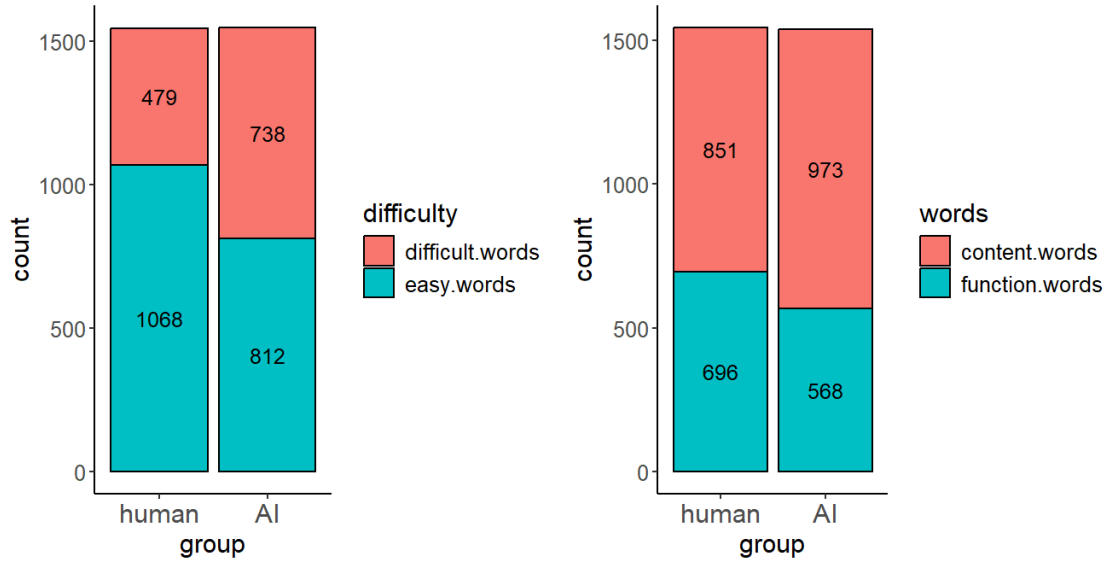 1500
1000
500
0
count
479
738
1068
812
human AI
group
difficulty
difficult.words
easy.words
1500
1000
500
0
count
851
973
696
568
human AI
group
words
content.words
function.words